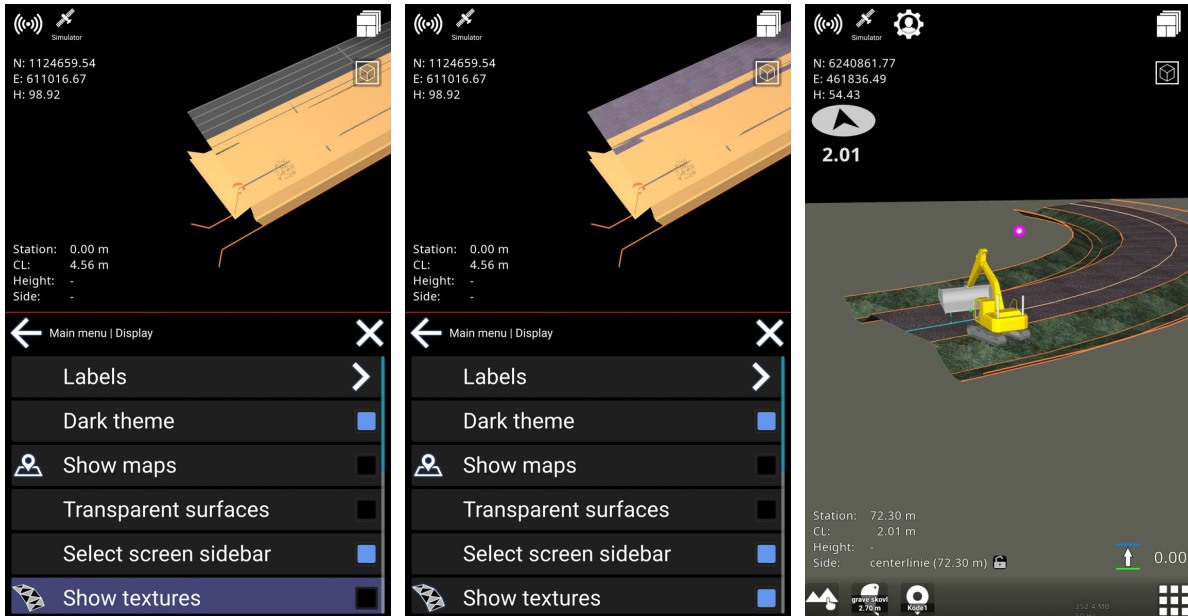 Simulator
N: 1124659.54
E: 611016.67
H: 98.92
Station: 0.00 m
CL: 4.56 m
Height: -
Side: -
Main menu | Display
Labels
Dark theme
Show maps
Transparent surfaces
Select screen sidebar
Show textures
Simulator
N: 1124659.54
E: 611016.67
H: 98.92
Station: 0.00 m
CL: 4.56 m
Height: -
Side: -
Main menu | Display
Labels
Dark theme
Show maps
Transparent surfaces
Select screen sidebar
Show textures
Simulator
N: 6240861.77
E: 461836.49
H: 54.43
2.01
Station: 72.30 m
CL: 2.01 m
Height: -
Side: centerlinie (72.30 m)
0.00
grave skovl
2.70 m
Kode1
252.4 MB